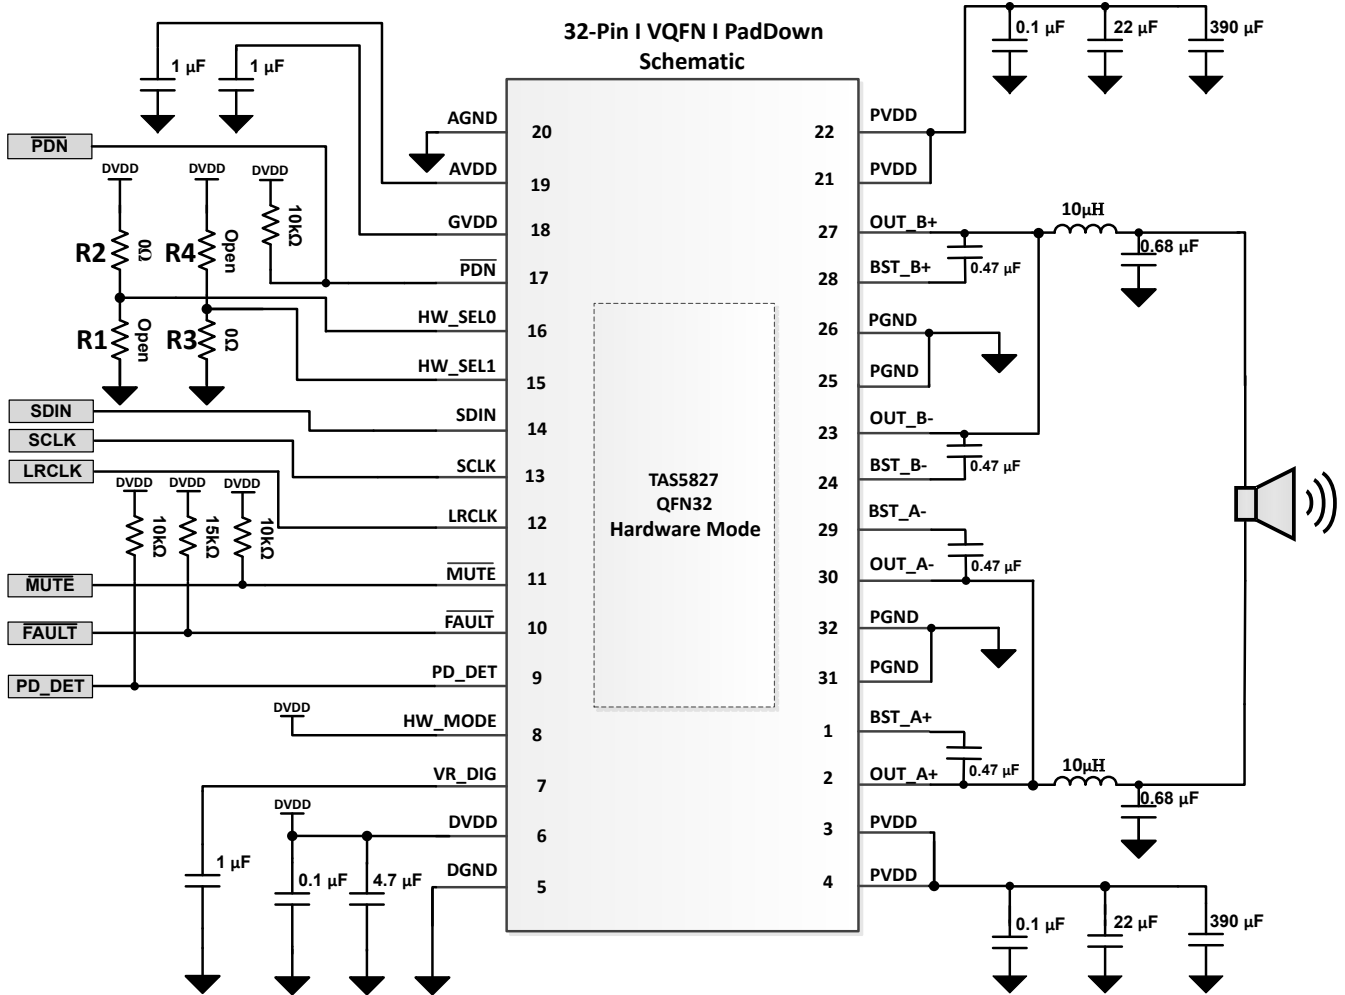 32-Pin I VQFN I PadDown
Schematic
1 µF
1 µF
0.1 µF
22 µF
390 µF
PDN
DVDD
DVDD
DVDD
R2
0Ω
R4
Open
10kΩ
R1
Open
R3
0Ω
SDIN
SCLK
LRCLK
DVDD
DVDD
DVDD
10kΩ
15kΩ
10kΩ
MUTE
FAULT
PD_DET
DVDD
DVDD
1 µF
0.1 µF
4.7 µF
AGND
20
AVDD
19
GVDD
18
PDN
17
HW_SEL0
16
HW_SEL1
15
SDIN
14
SCLK
13
LRCLK
12
MUTE
11
FAULT
10
PD_DET
9
HW_MODE
8
VR_DIG
7
DVDD
6
DGND
5
TAS5827
QFN32
Hardware Mode
22
PVDD
21
PVDD
27
OUT_B+
28
BST_B+
26
PGND
25
PGND
23
OUT_B-
24
BST_B-
29
BST_A-
30
OUT_A-
32
PGND
31
PGND
1
BST_A+
2
OUT_A+
3
PVDD
4
PVDD
10µH
0.68 µF
0.47 µF
0.47 µF
0.47 µF
0.47 µF
10µH
0.68 µF
0.1 µF
22 µF
390 µF